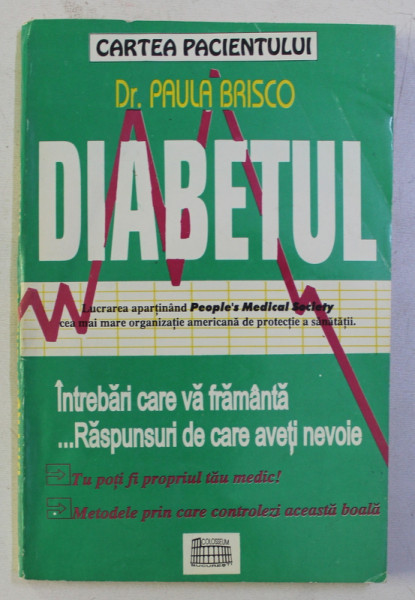 CARTEA PACIENTULUI
Dr. PAULA BRISCO
DIABETUL
Lucrarea aparținând People's Medical Society
cea mai mare organizație americană de protecție a sănătății.
Întrebări care vă frământă
...Răspunsuri de care aveți nevoie
Tu poți fi propriul tău medic!
Metodele prin care controlezi această boală
COLOSEUM
BUCUREȘTI